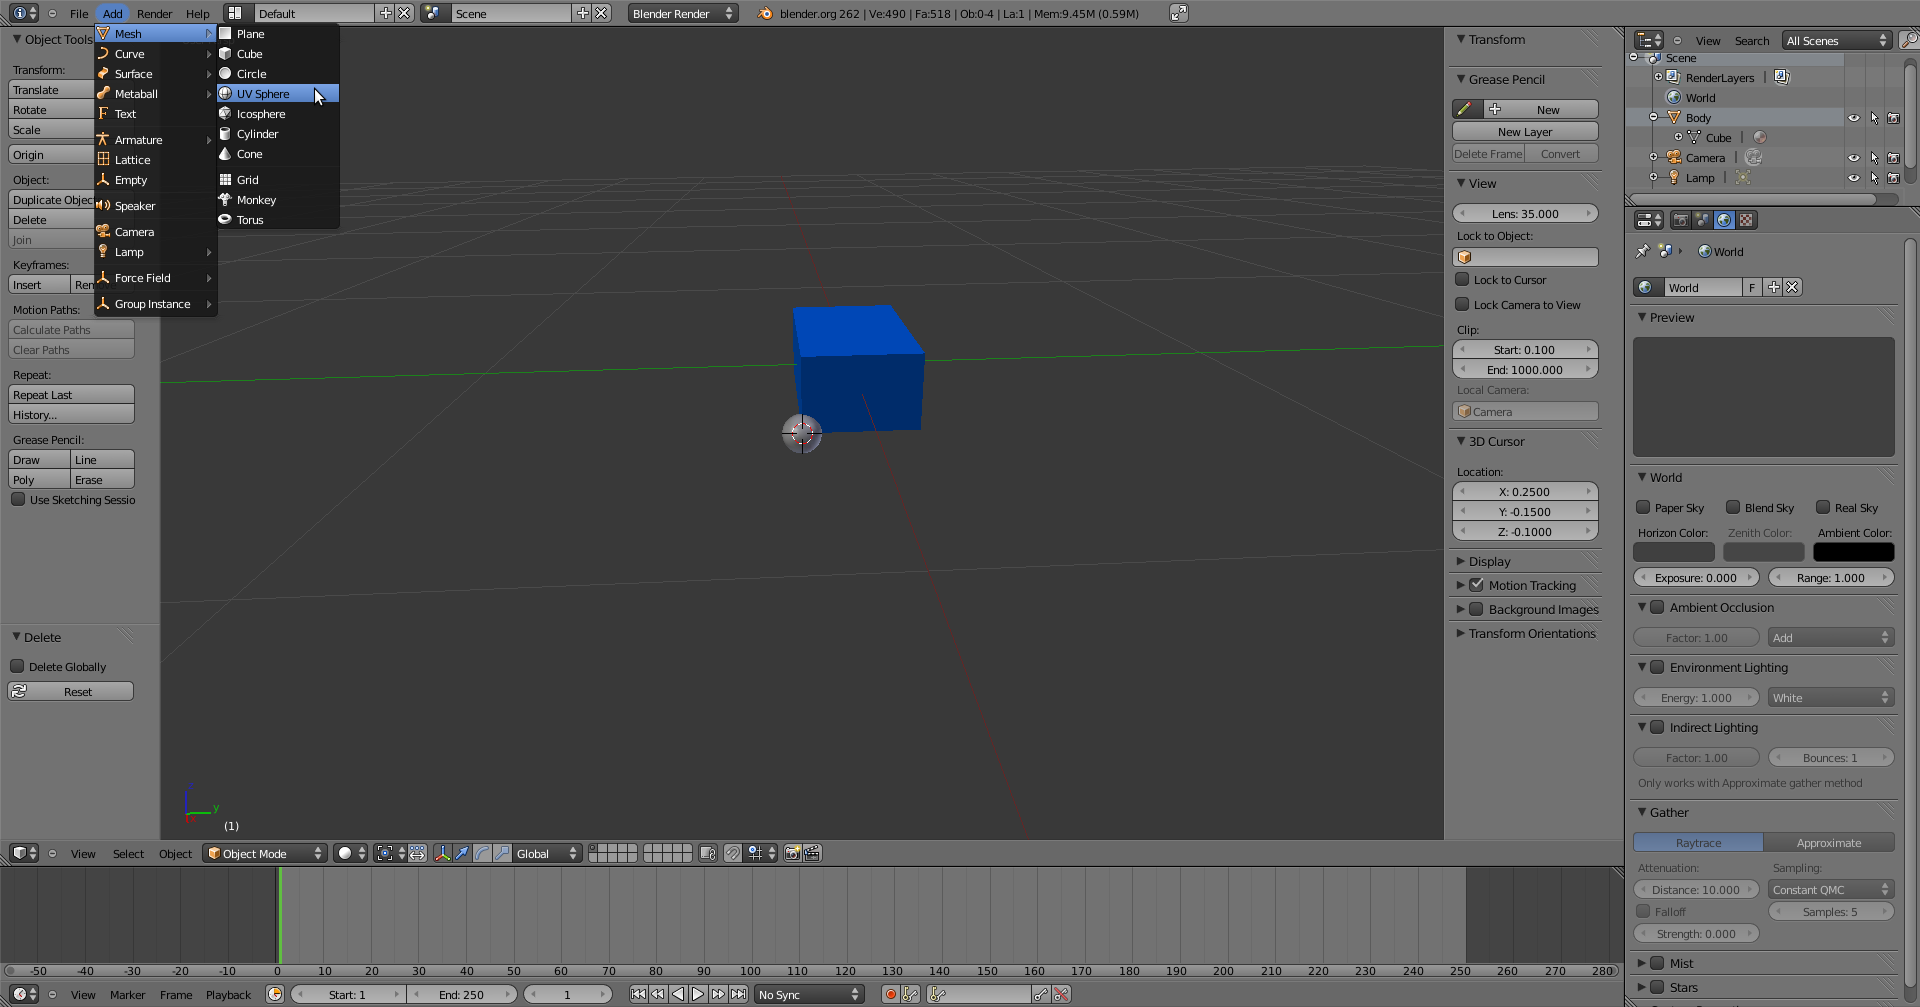 File Add Render Help Default Scene Blender Render blender.org 262 | Ve:490 | Fa:518 | Ob:0-4 | La:1 | Mem:9.45M (0.59M)
Object Tools
Transform:
Translate
Rotate
Scale
Origin
Object:
Duplicate Objec
Delete
Join
Keyframes:
Insert Ren
Motion Paths:
Calculate Paths
Clear Paths
Repeat:
Repeat Last
History...
Grease Pencil:
Draw Line
Poly Erase
Use Sketching Sessio
Delete
Delete Globally
Reset
Mesh
Curve
Surface
Metaball
Text
Armature
Lattice
Empty
Speaker
Camera
Lamp
Force Field
Group Instance
Plane
Cube
Circle
UV Sphere
Icosphere
Cylinder
Cone
Grid
Monkey
Torus
z
y
(1)
Transform
Grease Pencil
New
New Layer
Delete Frame Convert
View
Lens: 35.000
Lock to Object:
Lock to Cursor
Lock Camera to View
Clip:
Start: 0.100
End: 1000.000
Local Camera:
Camera
3D Cursor
Location:
X: 0.2500
Y: -0.1500
Z: -0.1000
Display
Motion Tracking
Background Images
Transform Orientations
View Search All Scenes
Scene
RenderLayers
World
Body
Cube
Camera
Lamp
World
World F
Preview
World
Paper Sky Blend Sky Real Sky
Horizon Color: Zenith Color: Ambient Color:
Exposure: 0.000 Range: 1.000
Ambient Occlusion
Factor: 1.00 Add
Environment Lighting
Energy: 1.000 White
Indirect Lighting
Factor: 1.00 Bounces: 1
Only works with Approximate gather method
Gather
Raytrace Approximate
Attenuation: Sampling:
Distance: 10.000 Constant QMC
Falloff Samples: 5
Strength: 0.000
Mist
Stars
View Select Object Object Mode Global
-50 -40 -30 -20 -10 0 10 20 30 40 50 60 70 80 90 100 110 120 130 140 150 160 170 180 190 200 210 220 230 240 250 260 270 280
View Marker Frame Playback Start: 1 End: 250 1 No Sync